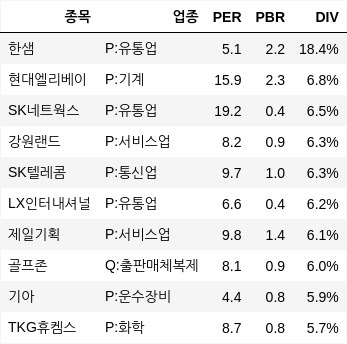 종목 업종 PER PBR DIV
한샘 P:유통업 5.1 2.2 18.4%
현대엘리베이 P:기계 15.9 2.3 6.8%
SK네트웍스 P:유통업 19.2 0.4 6.5%
강원랜드 P:서비스업 8.2 0.9 6.3%
SK텔레콤 P:통신업 9.7 1.0 6.3%
LX인터내셔널 P:유통업 6.6 0.4 6.2%
제일기획 P:서비스업 9.8 1.4 6.1%
골프존 Q:출판매체복제 8.1 0.9 6.0%
기아 P:운수장비 4.4 0.8 5.9%
TKG휴켐스 P:화학 8.7 0.8 5.7%